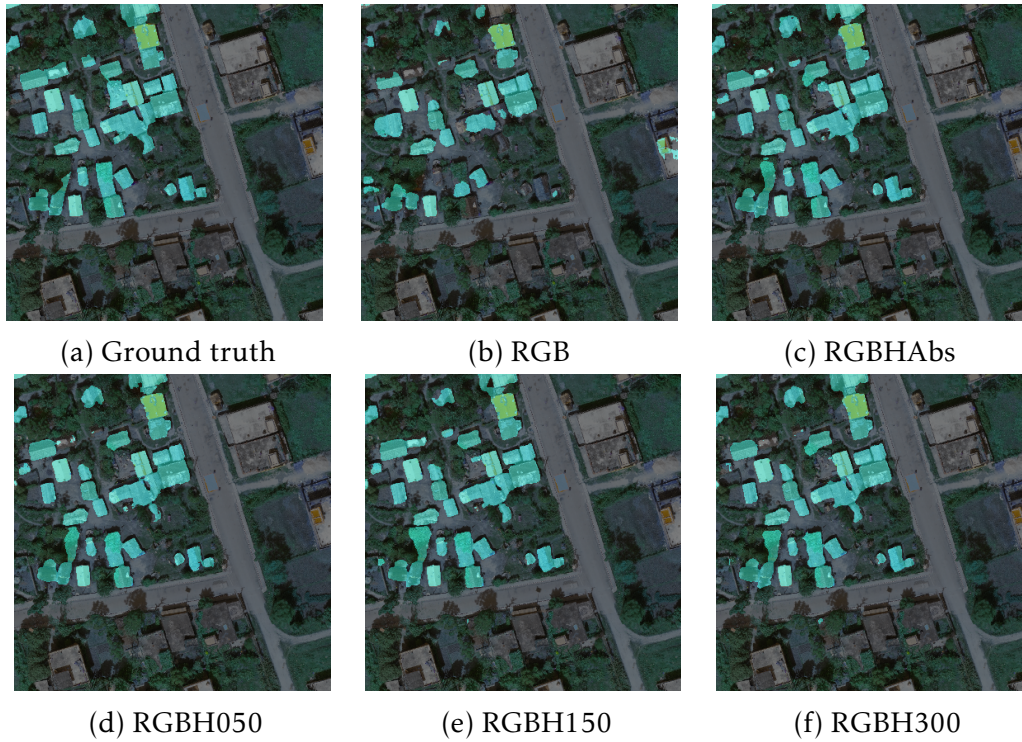 (a) Ground truth
(b) RGB
(c) RGBHAbs
(d) RGBH050
(e) RGBH150
(f) RGBH300